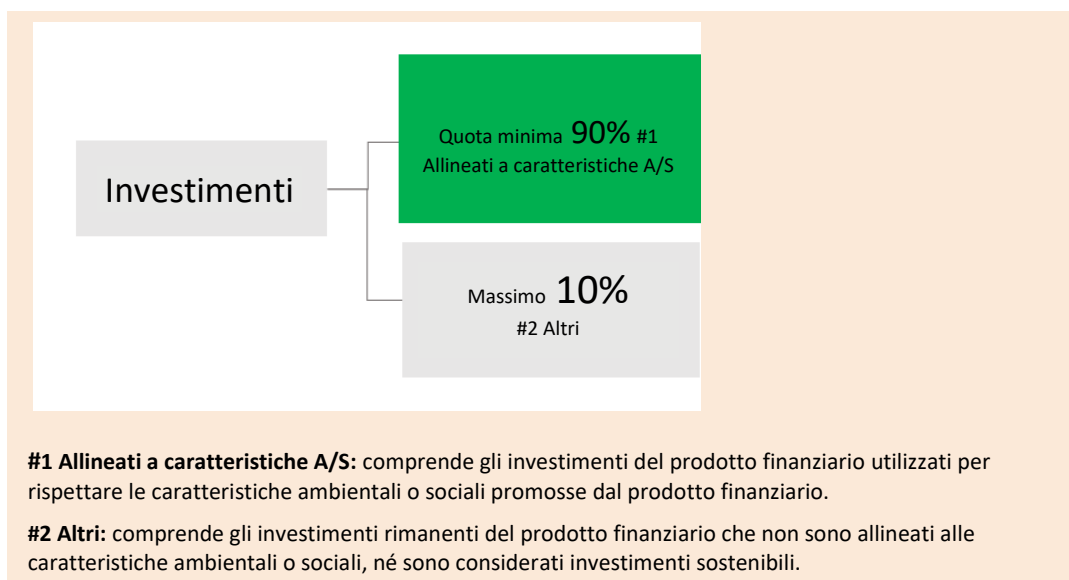 Investimenti
Quota minima 90% #1
Allineati a caratteristiche A/S
Massimo 10%
#2 Altri
#1 Allineati a caratteristiche A/S: comprende gli investimenti del prodotto finanziario utilizzati per
rispettare le caratteristiche ambientali o sociali promosse dal prodotto finanziario.
#2 Altri: comprende gli investimenti rimanenti del prodotto finanziario che non sono allineati alle
caratteristiche ambientali o sociali, né sono considerati investimenti sostenibili.